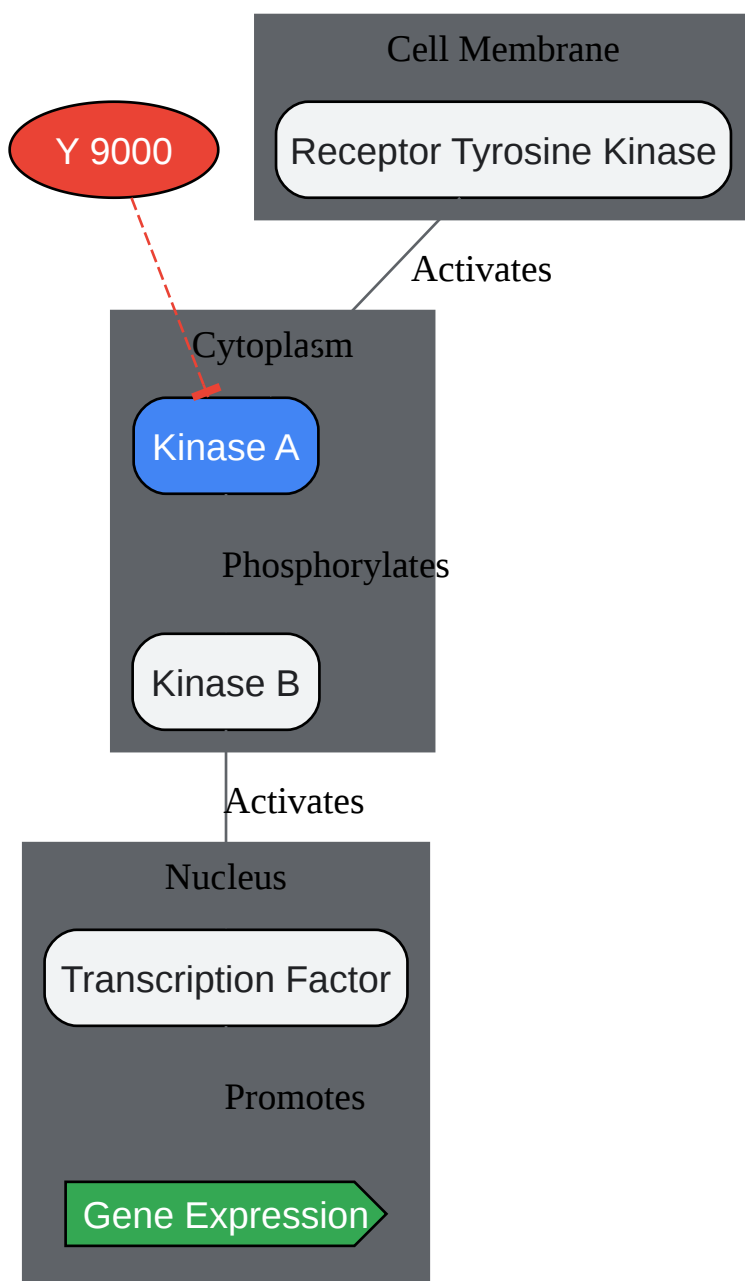 Cell Membrane
Y 9000
Receptor Tyrosine Kinase
Activates
Cytoplasm
Kinase A
Phosphorylates
Kinase B
Activates
Nucleus
Transcription Factor
Promotes
Gene Expression